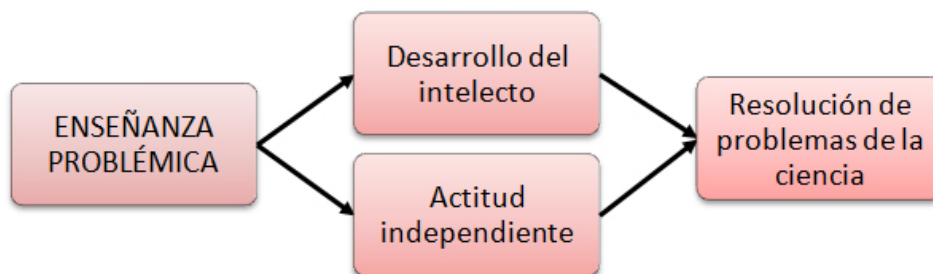 ENSEÑANZA
PROBLÉMICA
Desarrollo del
intelecto
Actitud
independiente
Resolución de
problemas de la
ciencia